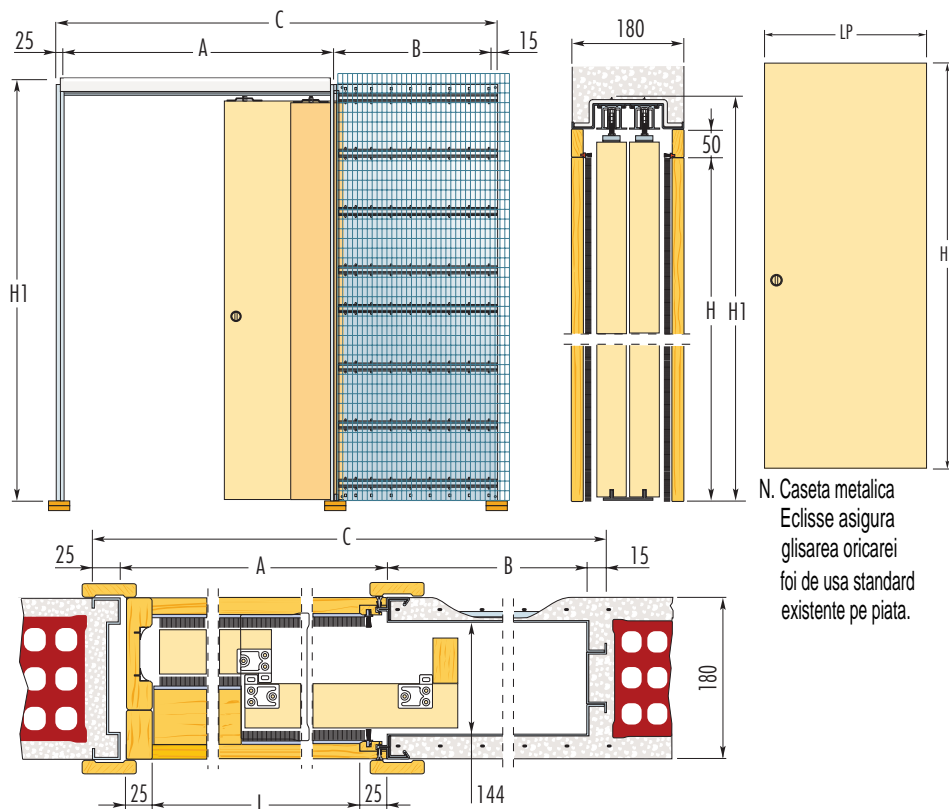 C
25
A
B
15
H1
180
50
H
H1
LP
H
N. Caseta metalica
Eclisse asigura
glisarea oricarei
foi de usa standard
existente pe piata.
C
25
A
B
15
180
25
L
25
144